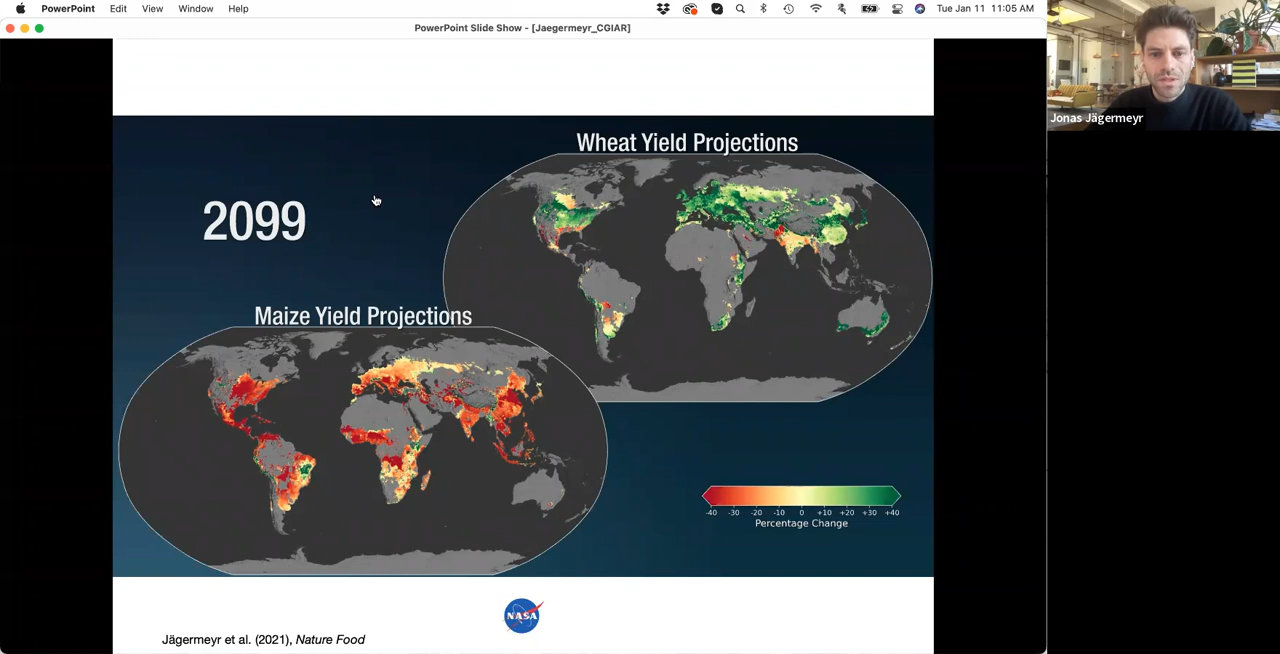 PowerPoint Edit View Window Help
Tue Jan 11 11:05 AM
PowerPoint Slide Show - [Jaegermeyr_CGIAR]
Jonas Jägermeyr
Wheat Yield Projections
2099
Maize Yield Projections
-40 -30 -20 -10 0 +10 +20 +30 +40
Percentage Change
NASA
Jägermeyr et al. (2021), Nature Food